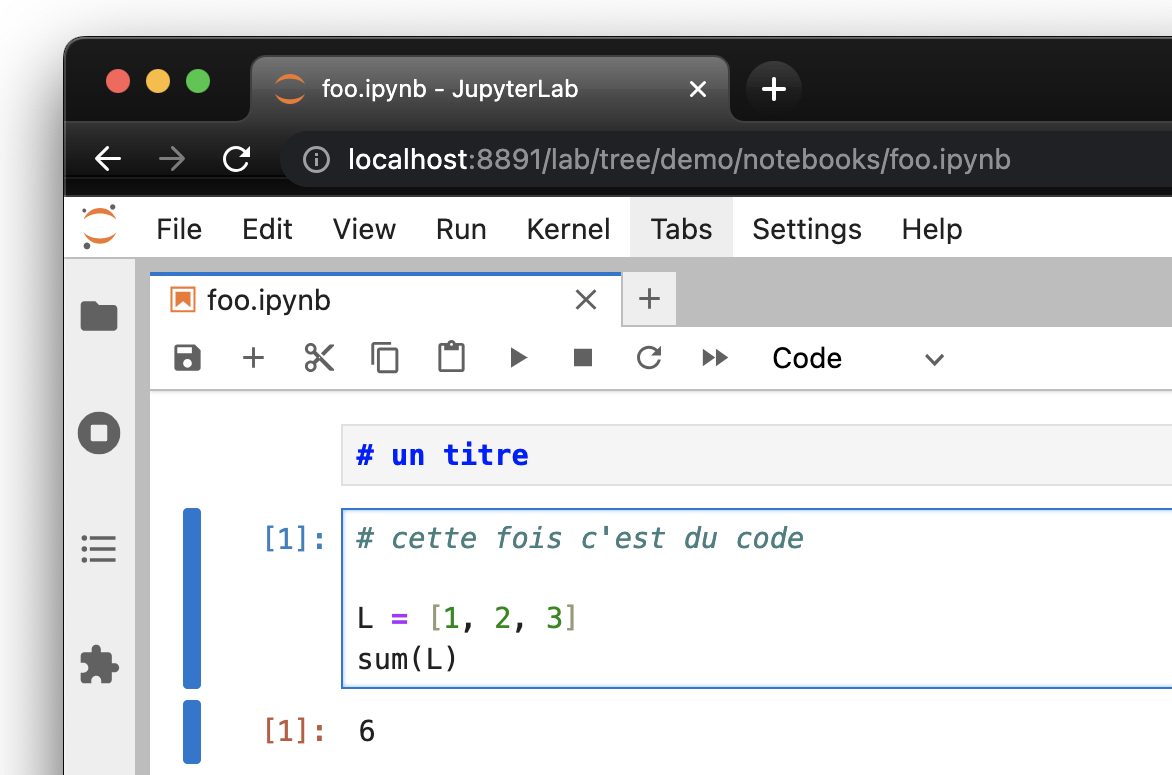 foo.ipynb - JupyterLab
localhost:8891/lab/tree/demo/notebooks/foo.ipynb
File Edit View Run Kernel Tabs Settings Help
foo.ipynb
Code
# un titre
[1]: # cette fois c'est du code
L = [1, 2, 3]
sum(L)
[1]: 6